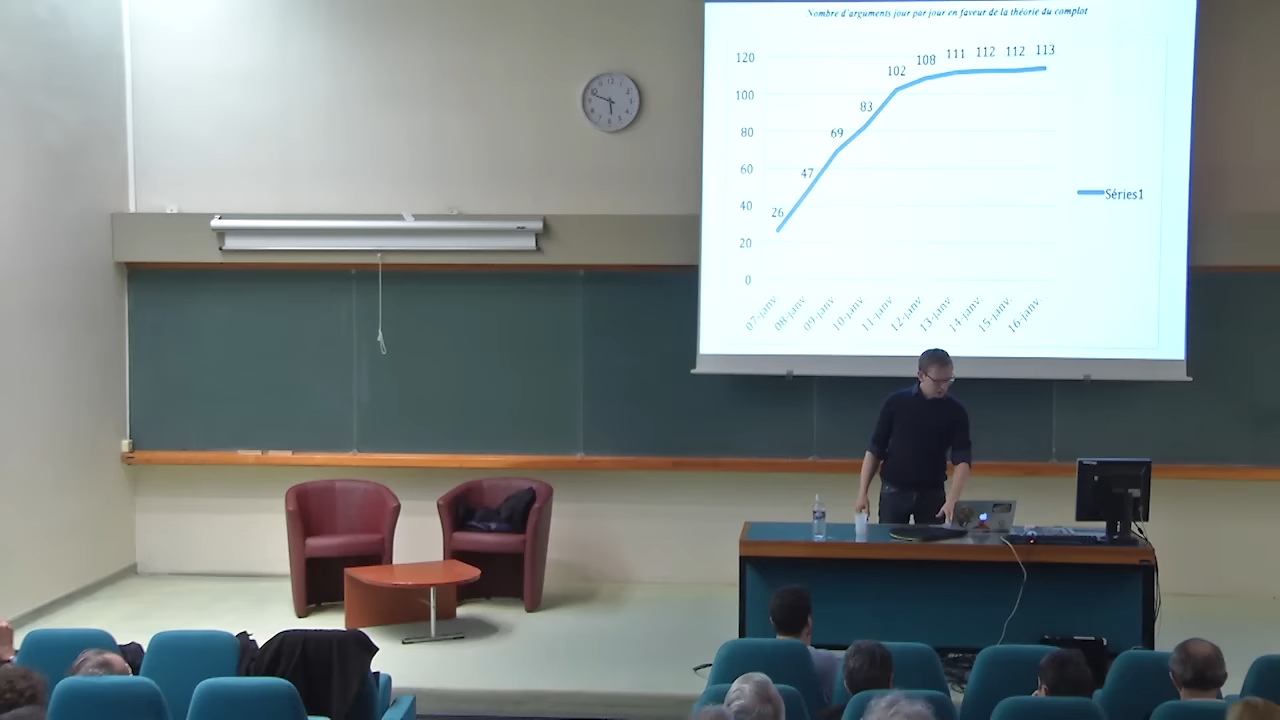 Nombre d'arguments jour par jour en faveur de la théorie du complot
120
100
80
60
40
20
0
26
47
69
83
102
108
111
112
112
113
07-janv.
08-janv.
09-janv.
10-janv.
11-janv.
12-janv.
13-janv.
14-janv.
15-janv.
16-janv.
Séries1